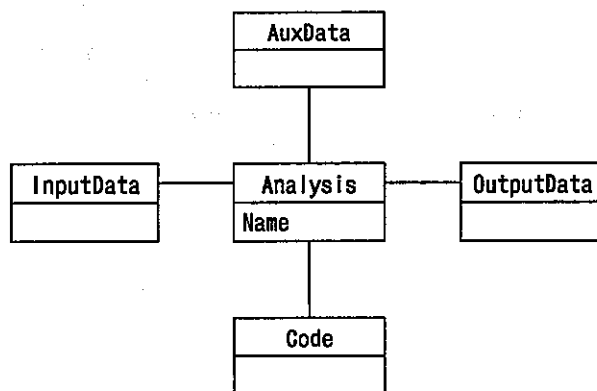 AuxData
InputData
Analysis
OutputData
Name
Code